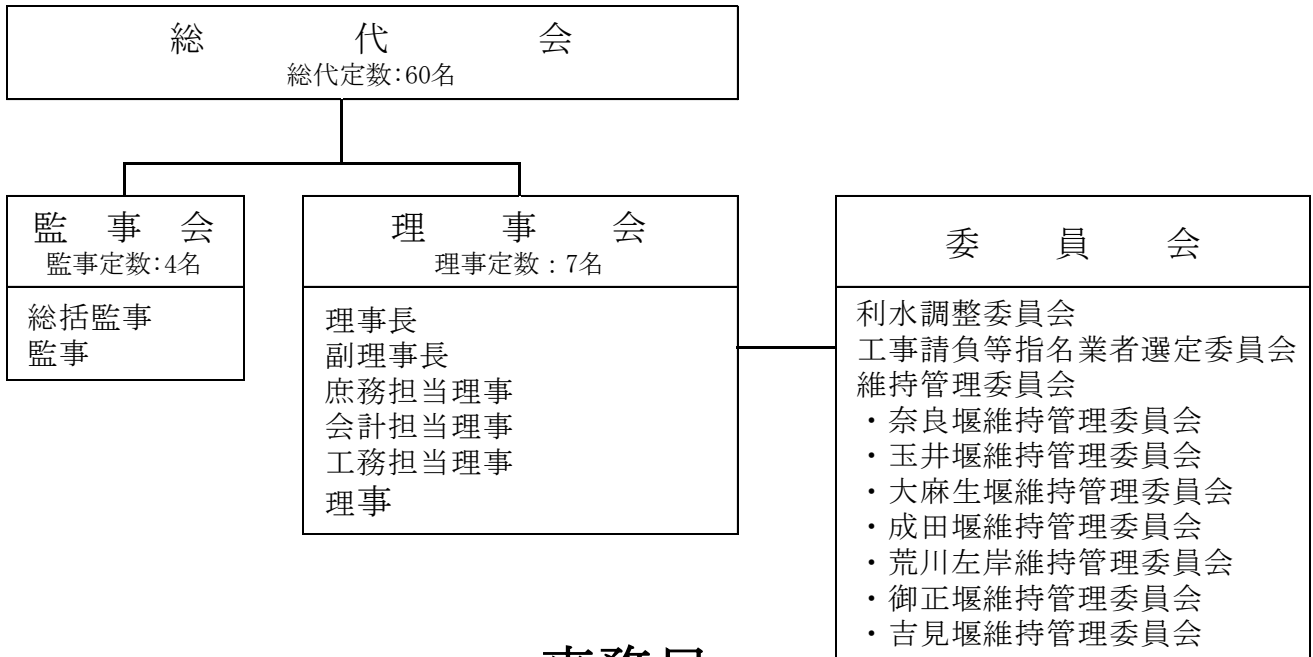 総代会
総代定数:60名
監事会
監事定数:4名
総括監事
監事
理事会
理事定数：7名
理事長
副理事長
庶務担当理事
会計担当理事
工務担当理事
理事
委員会
利水調整委員会
工事請負等指名業者選定委員会
維持管理委員会
・奈良堰維持管理委員会
・玉井堰維持管理委員会
・大麻生堰維持管理委員会
・成田堰維持管理委員会
・荒川左岸維持管理委員会
・御正堰維持管理委員会
・吉見堰維持管理委員会
事務局